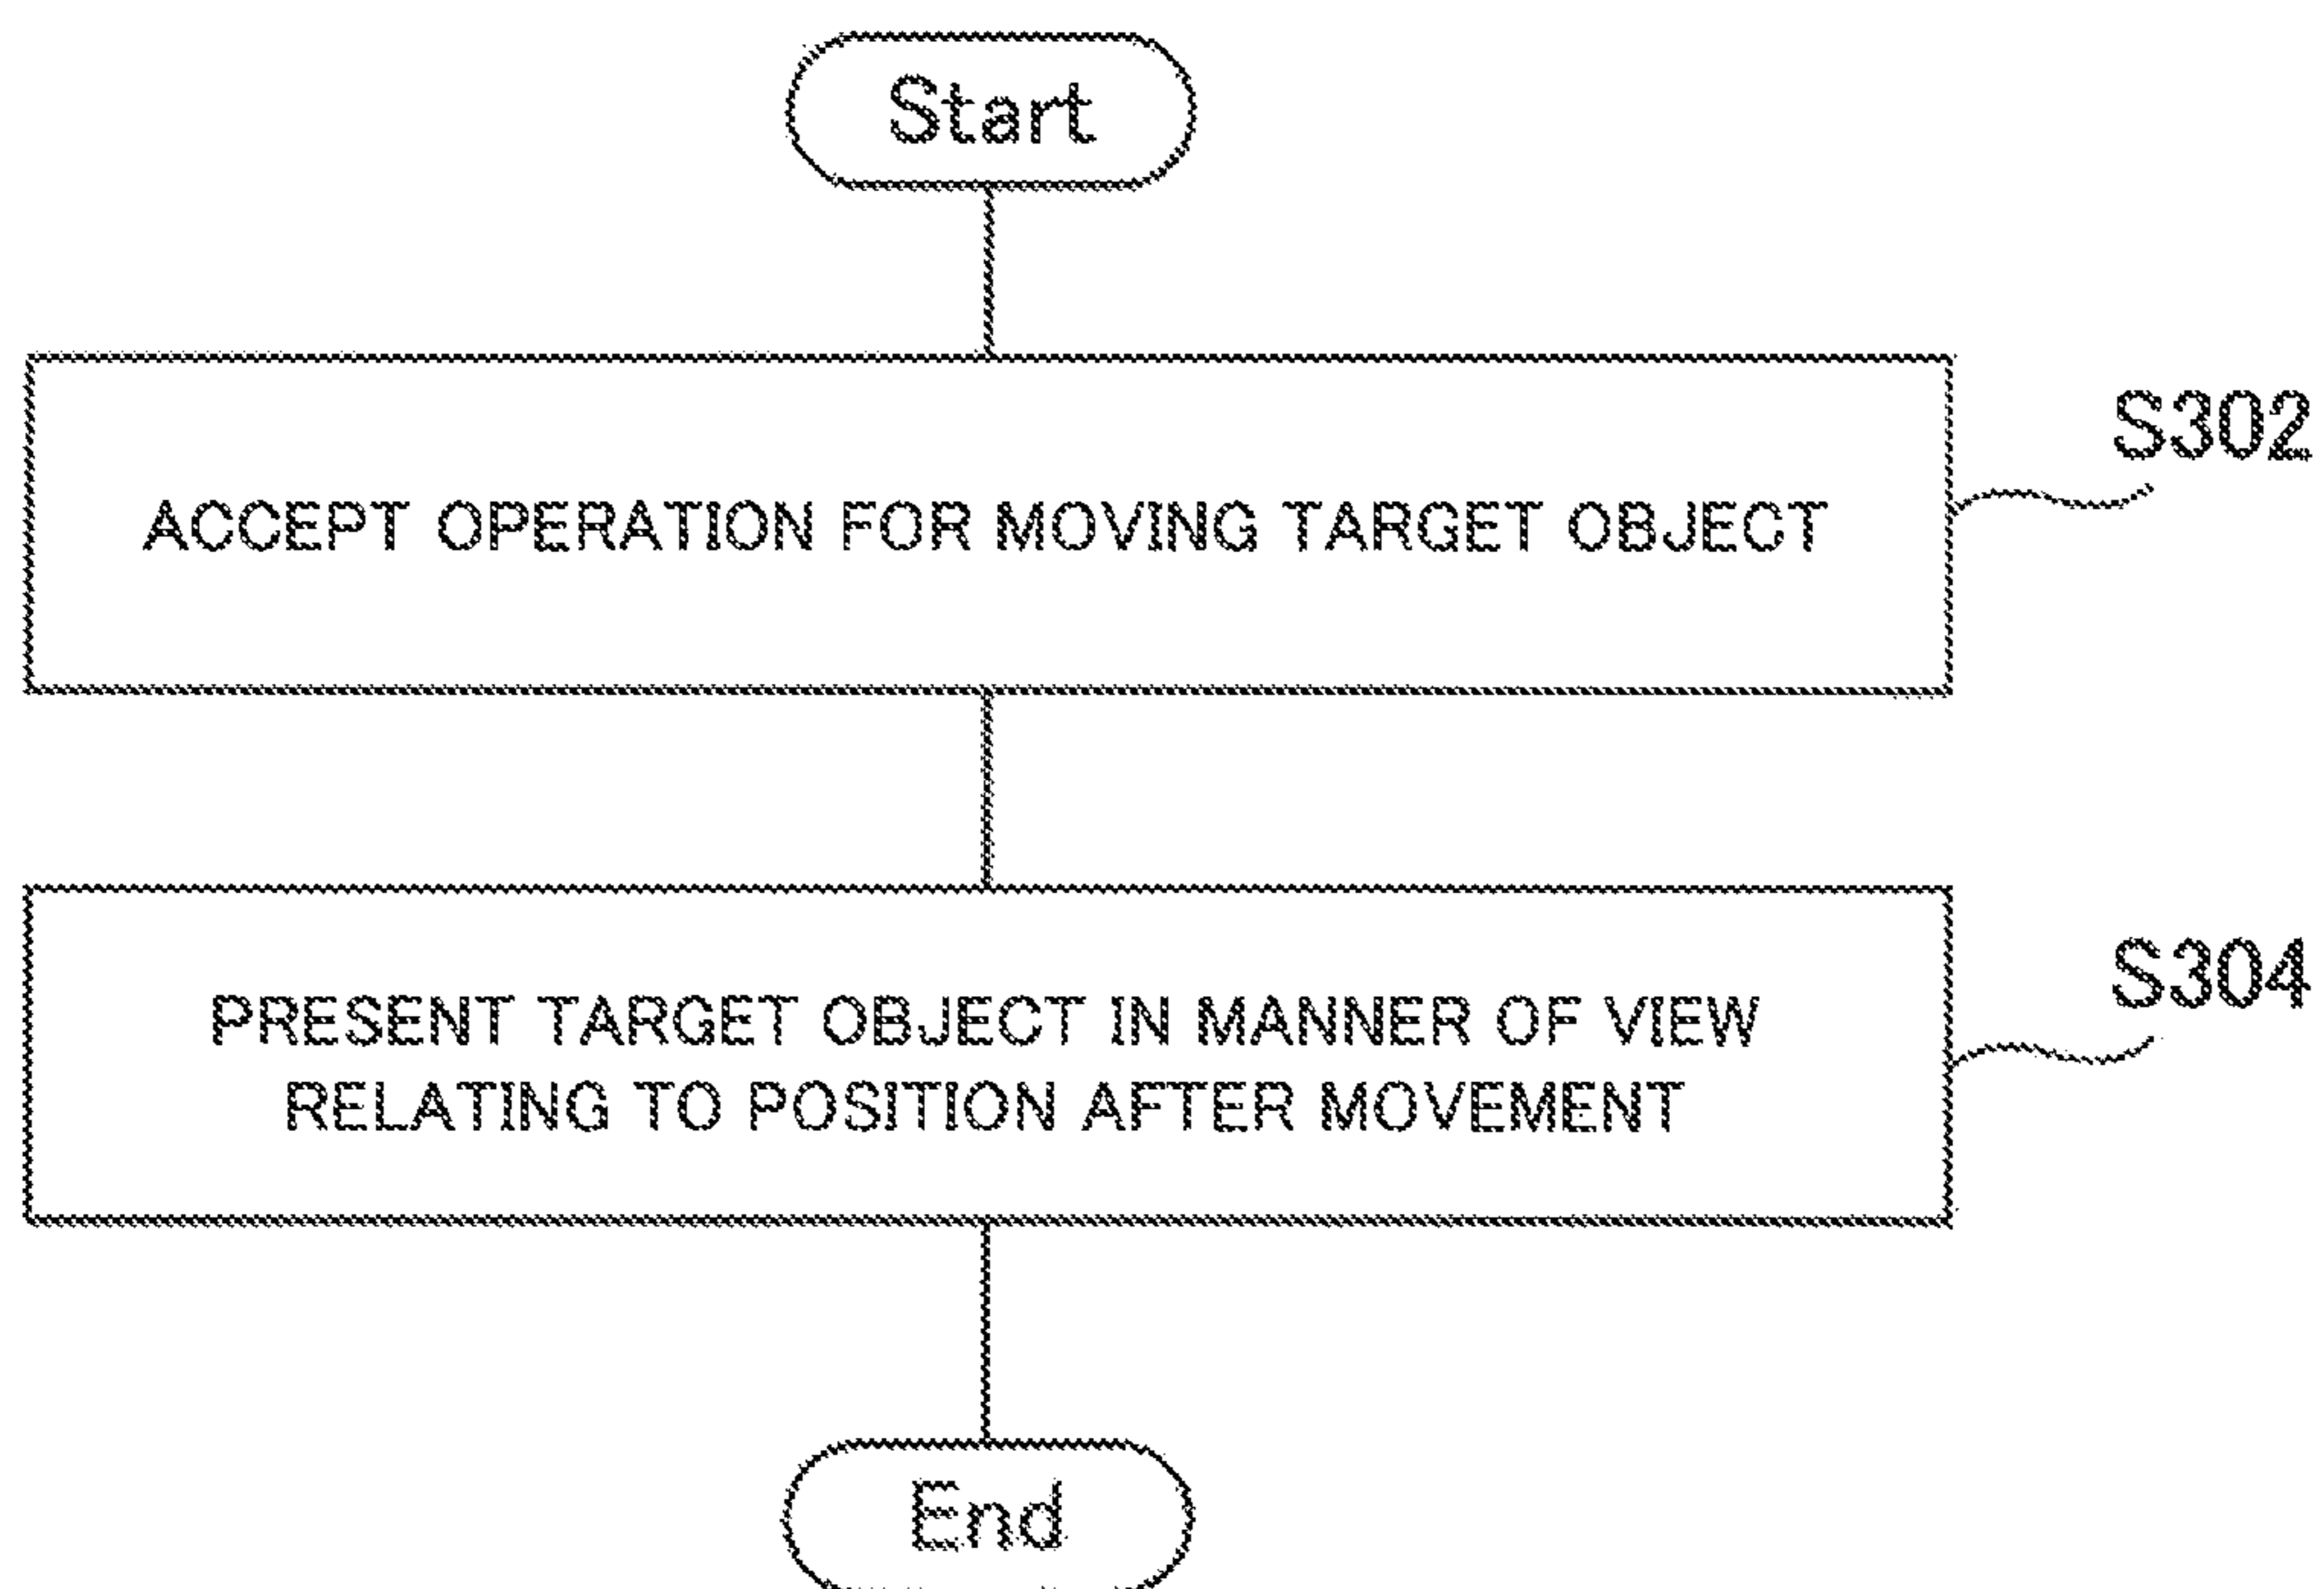 Start
S302
ACCEPT OPERATION FOR MOVING TARGET OBJECT
S304
PRESENT TARGET OBJECT IN MANNER OF VIEW
RELATING TO POSITION AFTER MOVEMENT
End